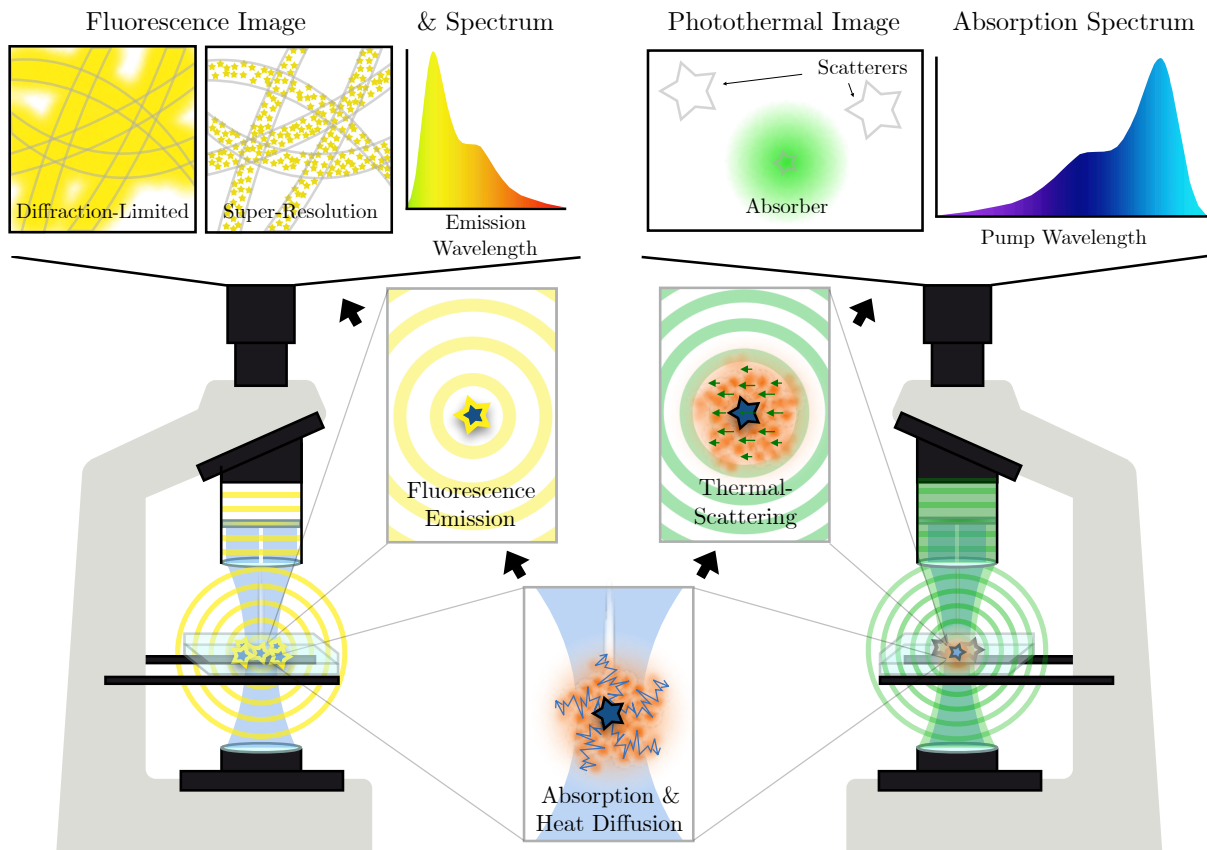 Fluorescence Image
& Spectrum
Photothermal Image
Absorption Spectrum
Scatterers
Diffraction-Limited
Super-Resolution
Absorber
Emission
Wavelength
Pump Wavelength
Fluorescence
Emission
Thermal-
Scattering
Absorption &
Heat Diffusion